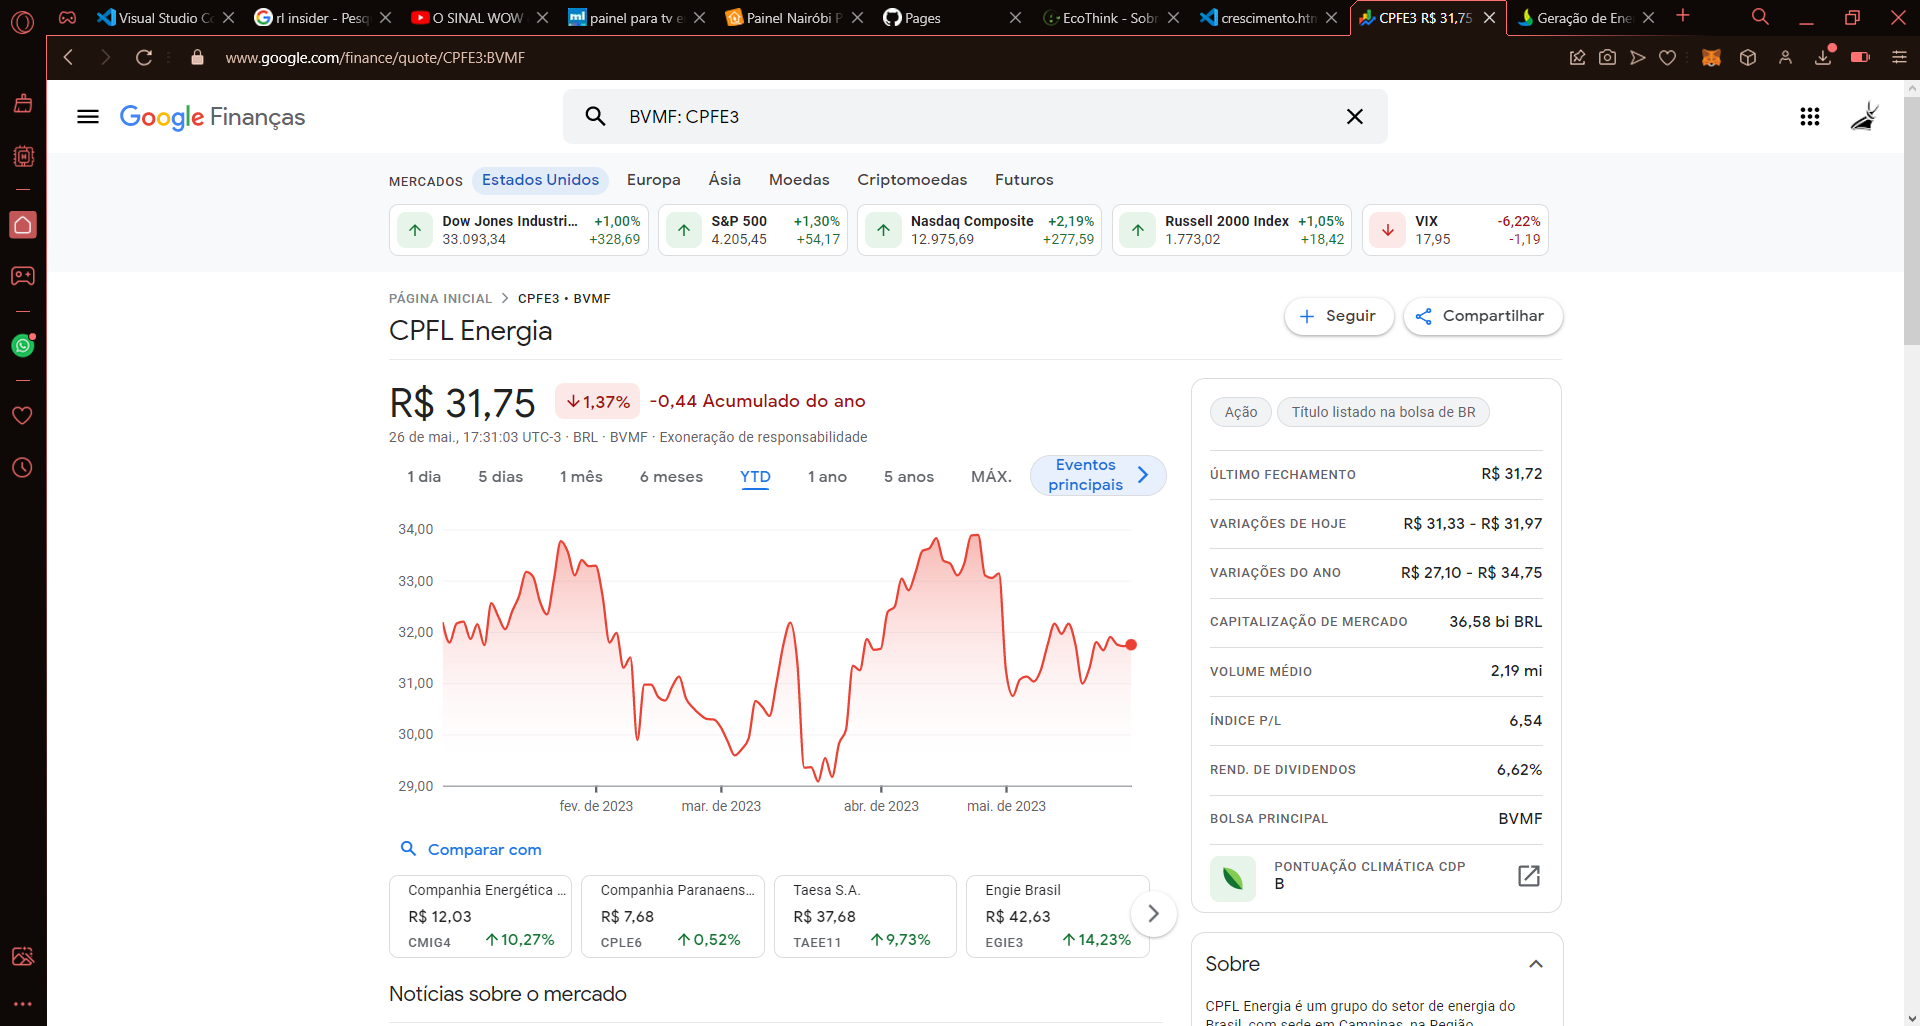 Visual Studio Co
rl insider - Pesq
O SINAL WOW
painel para tv e
Painel Nairóbi P
Pages
EcoThink - Sobr
crescimento.htm
CPFE3 R$ 31,75
Geração de Ene
www.google.com/finance/quote/CPFE3:BVMF
Google Finanças
BVMF: CPFE3
MERCADOS
Estados Unidos
Europa
Ásia
Moedas
Criptomoedas
Futuros
Dow Jones Industri... +1,00%
33.093,34 +328,69
S&P 500 +1,30%
4.205,45 +54,17
Nasdaq Composite +2,19%
12.975,69 +277,59
Russell 2000 Index +1,05%
1.773,02 +18,42
VIX -6,22%
17,95 -1,19
PÁGINA INICIAL > CPFE3 • BVMF
CPFL Energia
Seguir
Compartilhar
R$ 31,75 ↓1,37% -0,44 Acumulado do ano
26 de mai., 17:31:03 UTC-3 · BRL · BVMF · Exoneração de responsabilidade
1 dia
5 dias
1 mês
6 meses
YTD
1 ano
5 anos
MÁX.
Eventos
principais
34,00
33,00
32,00
31,00
30,00
29,00
fev. de 2023
mar. de 2023
abr. de 2023
mai. de 2023
Comparar com
Companhia Energética ...
R$ 12,03
CMIG4 ↑10,27%
Companhia Paranaens...
R$ 7,68
CPLE6 ↑0,52%
Taesa S.A.
R$ 37,68
TAEE11 ↑9,73%
Engie Brasil
R$ 42,63
EGIE3 ↑14,23%
Notícias sobre o mercado
Ação
Título listado na bolsa de BR
ÚLTIMO FECHAMENTO R$ 31,72
VARIAÇÕES DE HOJE R$ 31,33 - R$ 31,97
VARIAÇÕES DO ANO R$ 27,10 - R$ 34,75
CAPITALIZAÇÃO DE MERCADO 36,58 bi BRL
VOLUME MÉDIO 2,19 mi
ÍNDICE P/L 6,54
REND. DE DIVIDENDOS 6,62%
BOLSA PRINCIPAL BVMF
PONTUAÇÃO CLIMÁTICA CDP
B
Sobre
CPFL Energia é um grupo do setor de energia do
Brasil, com sede em Campinas, na Região